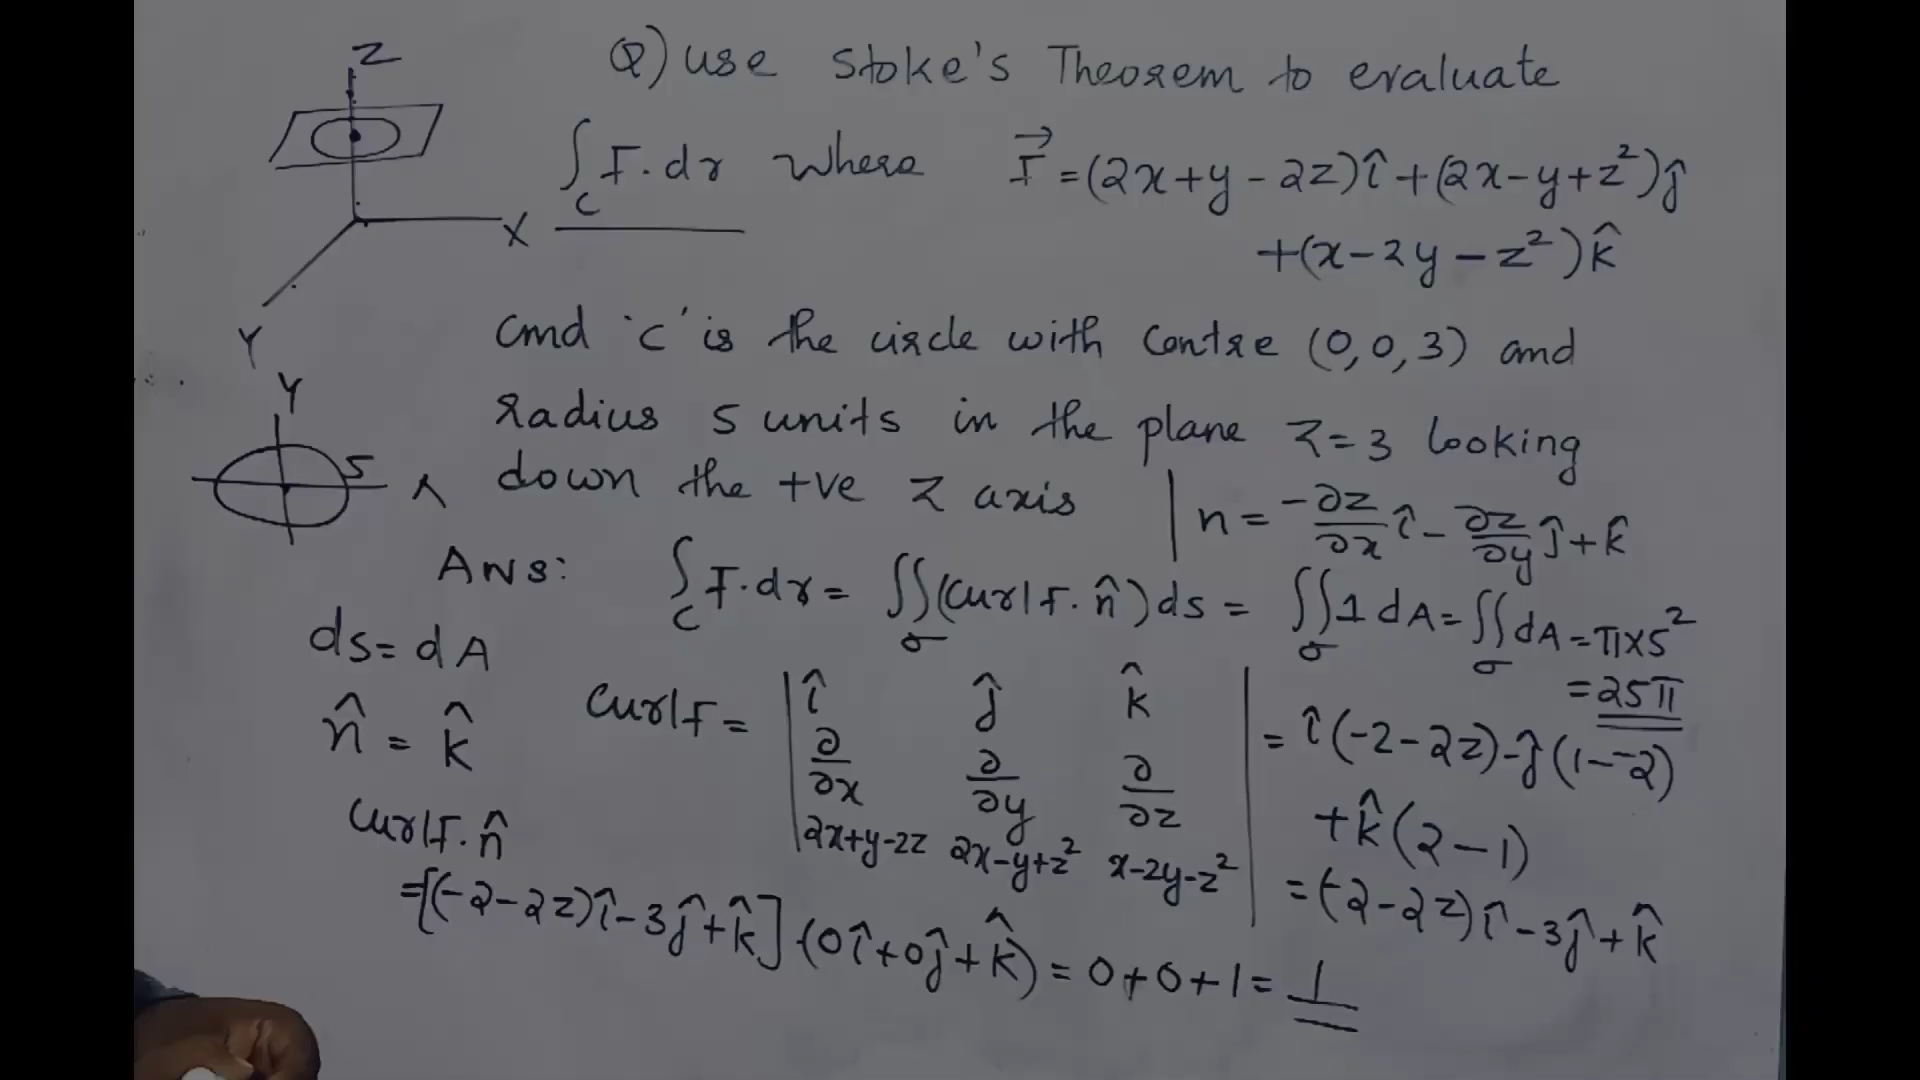 Q) use Stoke's Theorem to evaluate
∫_C F.dr where F⃗ = (2x+y-2z)î+(2x-y+z²)ĵ
+(x-2y-z²)k̂
and 'C' is the circle with Centre (0,0,3) and
radius 5 units in the plane z=3 looking
down the +ve z axis
n = -∂z/∂x î - ∂z/∂y ĵ + k̂
Z
X
Y
Y
5
Ans: ∫_C F.dr = ∬_σ (Curl F. n̂) ds = ∬_σ 1 dA = ∬_σ dA = π×5²
= 25π
ds = dA
n̂ = k̂
Curl F = | î ĵ k̂ | = î(-2-2z)-ĵ(1--2)
∂/∂x ∂/∂y ∂/∂z
+k̂(2-1)
2x+y-2z 2x-y+z² x-2y-z²
= (-2-2z)î-3ĵ+k̂
Curl F. n̂
=[(-2-2z)î-3ĵ+k̂].(0î+0ĵ+k̂) = 0+0+1 = 1